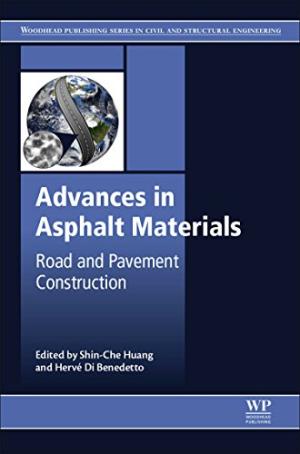 WOODHEAD PUBLISHING SERIES IN CIVIL AND STRUCTURAL ENGINEERING
Advances in
Asphalt Materials
Road and Pavement
Construction
Edited by Shin-Che Huang
and Hervé Di Benedetto
WP
WOODHEAD
PUBLISHING